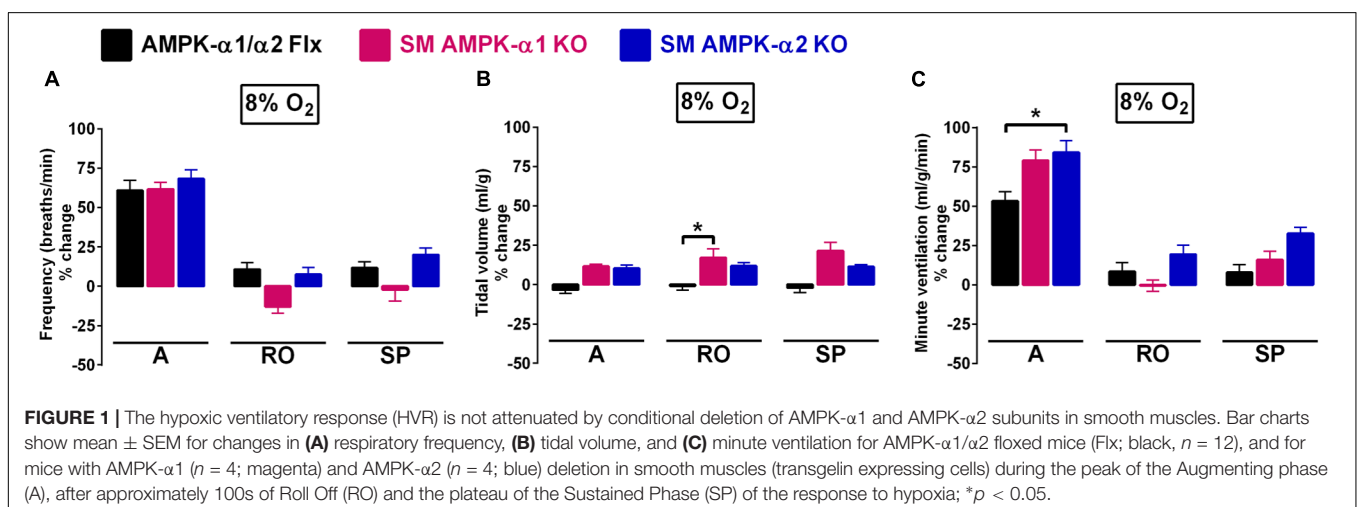 AMPK-α1/α2 Flx SM AMPK-α1 KO SM AMPK-α2 KO
A
8% O2
Frequency (breaths/min)
% change
100
75
50
25
0
-25
-50
A RO SP
B
8% O2
Tidal volume (ml/g)
% change
100
75
50
25
0
-25
-50
*
A RO SP
C
8% O2
Minute ventilation (ml/g/min)
% change
100
75
50
25
0
-25
-50
*
A RO SP
FIGURE 1 | The hypoxic ventilatory response (HVR) is not attenuated by conditional deletion of AMPK-α1 and AMPK-α2 subunits in smooth muscles. Bar charts
show mean ± SEM for changes in (A) respiratory frequency, (B) tidal volume, and (C) minute ventilation for AMPK-α1/α2 floxed mice (Flx; black, n = 12), and for
mice with AMPK-α1 (n = 4; magenta) and AMPK-α2 (n = 4; blue) deletion in smooth muscles (transgelin expressing cells) during the peak of the Augmenting phase
(A), after approximately 100s of Roll Off (RO) and the plateau of the Sustained Phase (SP) of the response to hypoxia; *p < 0.05.